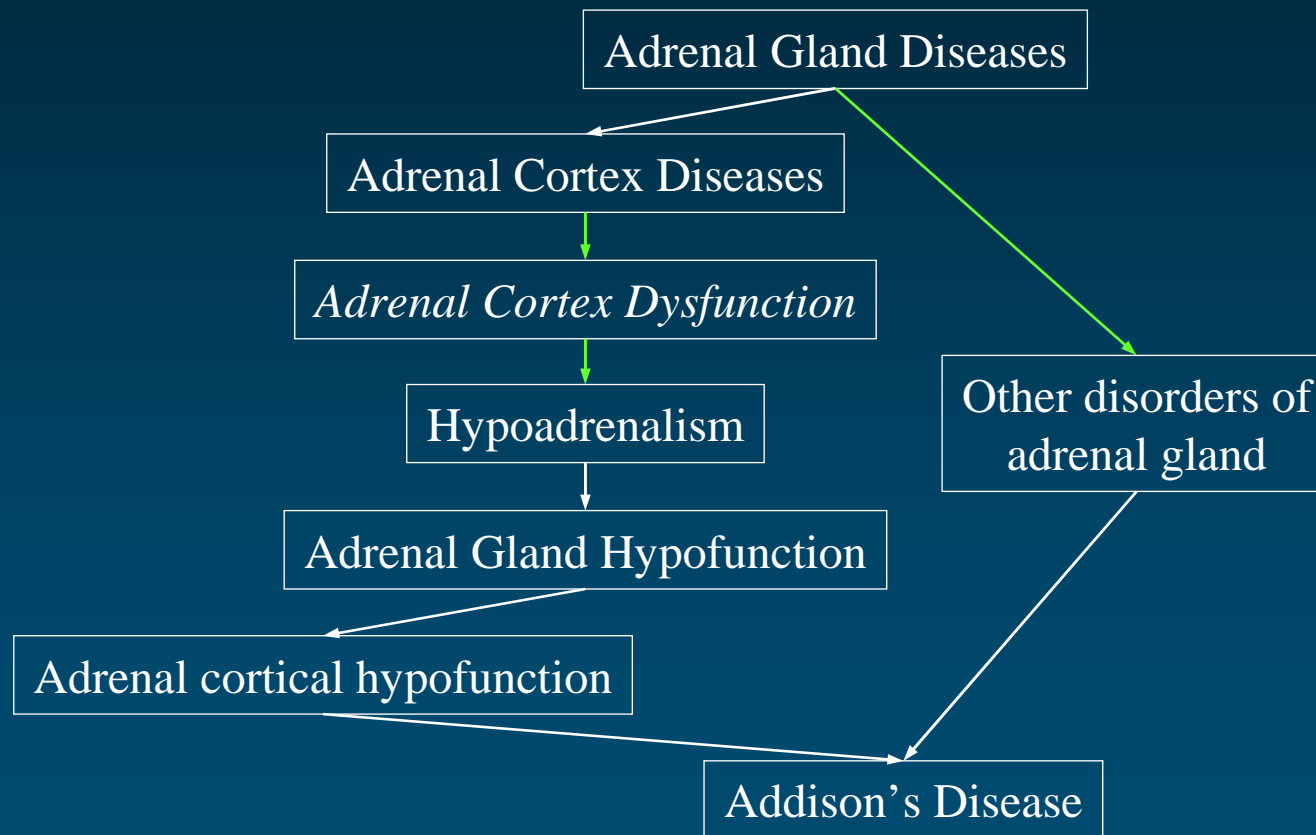 Adrenal Gland Diseases
Adrenal Cortex Diseases
Adrenal Cortex Dysfunction
Hypoadrenalism
Other disorders of
adrenal gland
Adrenal Gland Hypofunction
Adrenal cortical hypofunction
Addison’s Disease